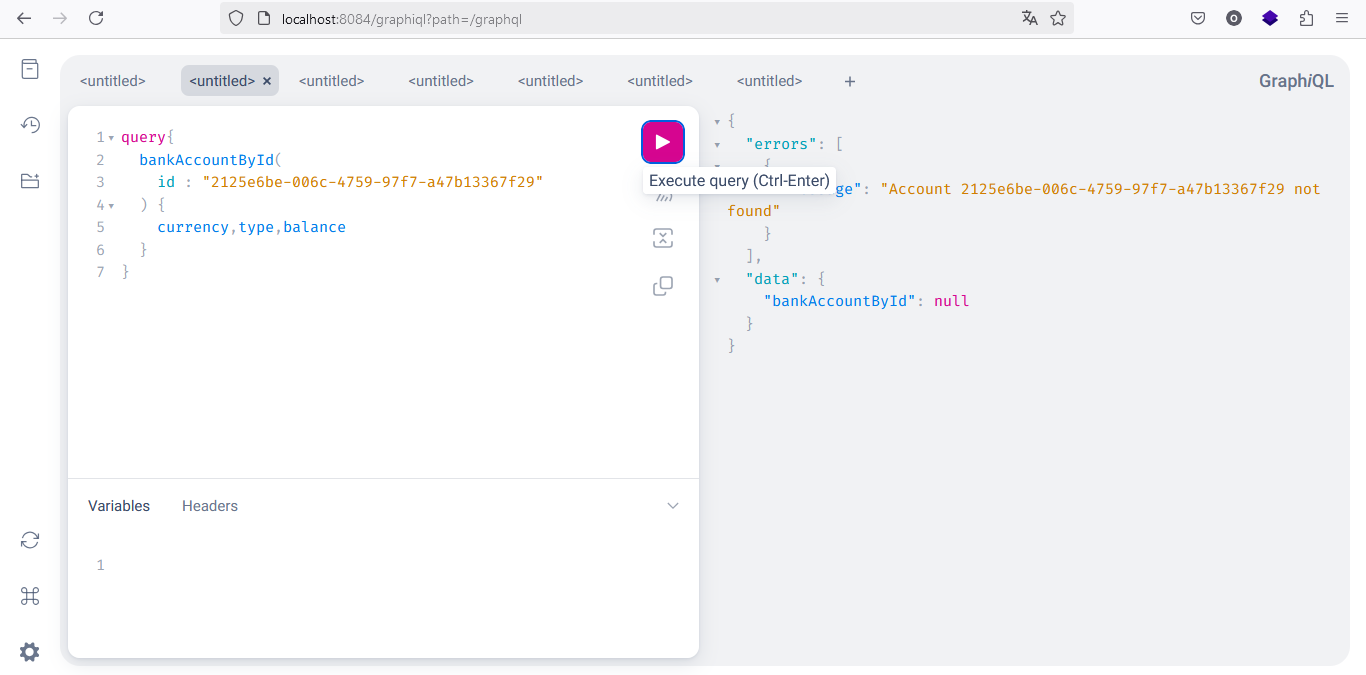 localhost:8084/graphiql?path=/graphql
<untitled> <untitled> × <untitled> <untitled> <untitled> <untitled> <untitled> + GraphiQL
1 query{
2 bankAccountById(
3 id : "2125e6be-006c-4759-97f7-a47b13367f29"
4 ) {
5 currency,type,balance
6 }
7 }
Execute query (Ctrl-Enter)
{
"errors": [
{
ge": "Account 2125e6be-006c-4759-97f7-a47b13367f29 not
found"
}
],
"data": {
"bankAccountById": null
}
}
Variables Headers
1